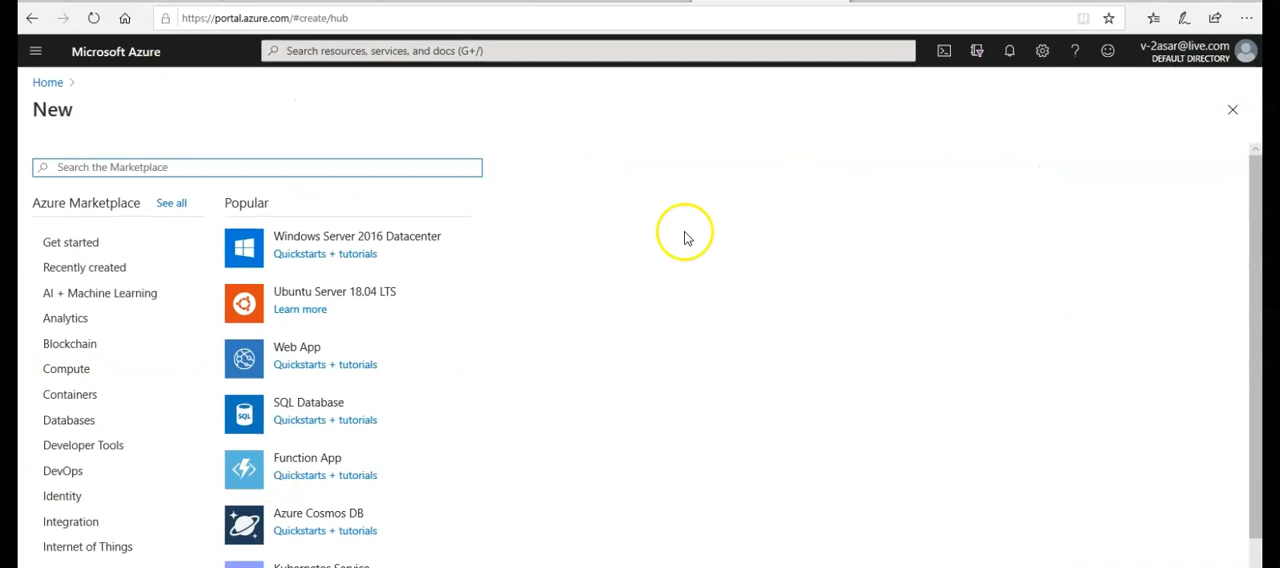 https://portal.azure.com/#create/hub
Microsoft Azure
Search resources, services, and docs (G+/)
v-2asar@live.com
DEFAULT DIRECTORY
Home >
New
Search the Marketplace
Azure Marketplace See all
Popular
Get started
Recently created
AI + Machine Learning
Analytics
Blockchain
Compute
Containers
Databases
Developer Tools
DevOps
Identity
Integration
Internet of Things
Windows Server 2016 Datacenter
Quickstarts + tutorials
Ubuntu Server 18.04 LTS
Learn more
Web App
Quickstarts + tutorials
SQL
SQL Database
Quickstarts + tutorials
Function App
Quickstarts + tutorials
Azure Cosmos DB
Quickstarts + tutorials
Kubernetes Service